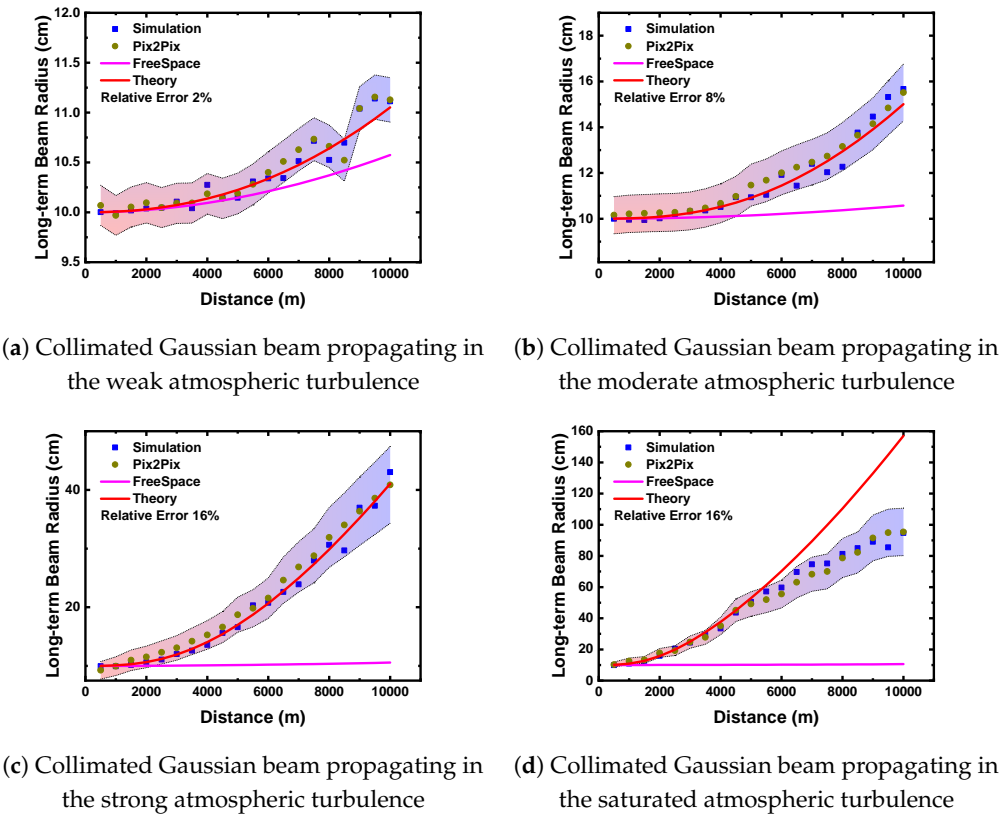 12.0
11.5
11.0
10.5
10.0
9.5
Long-term Beam Radius (cm)
Simulation
Pix2Pix
FreeSpace
Theory
Relative Error 2%
0 2000 4000 6000 8000 10000
Distance (m)
18
16
14
12
10
Long-term Beam Radius (cm)
Simulation
Pix2Pix
FreeSpace
Theory
Relative Error 8%
0 2000 4000 6000 8000 10000
Distance (m)
(a) Collimated Gaussian beam propagating in
the weak atmospheric turbulence
(b) Collimated Gaussian beam propagating in
the moderate atmospheric turbulence
40
20
Long-term Beam Radius (cm)
Simulation
Pix2Pix
FreeSpace
Theory
Relative Error 16%
0 2000 4000 6000 8000 10000
Distance (m)
160
140
120
100
80
60
40
20
0
Long-term Beam Radius (cm)
Simulation
Pix2Pix
FreeSpace
Theory
Relative Error 16%
0 2000 4000 6000 8000 10000
Distance (m)
(c) Collimated Gaussian beam propagating in
the strong atmospheric turbulence
(d) Collimated Gaussian beam propagating in
the saturated atmospheric turbulence